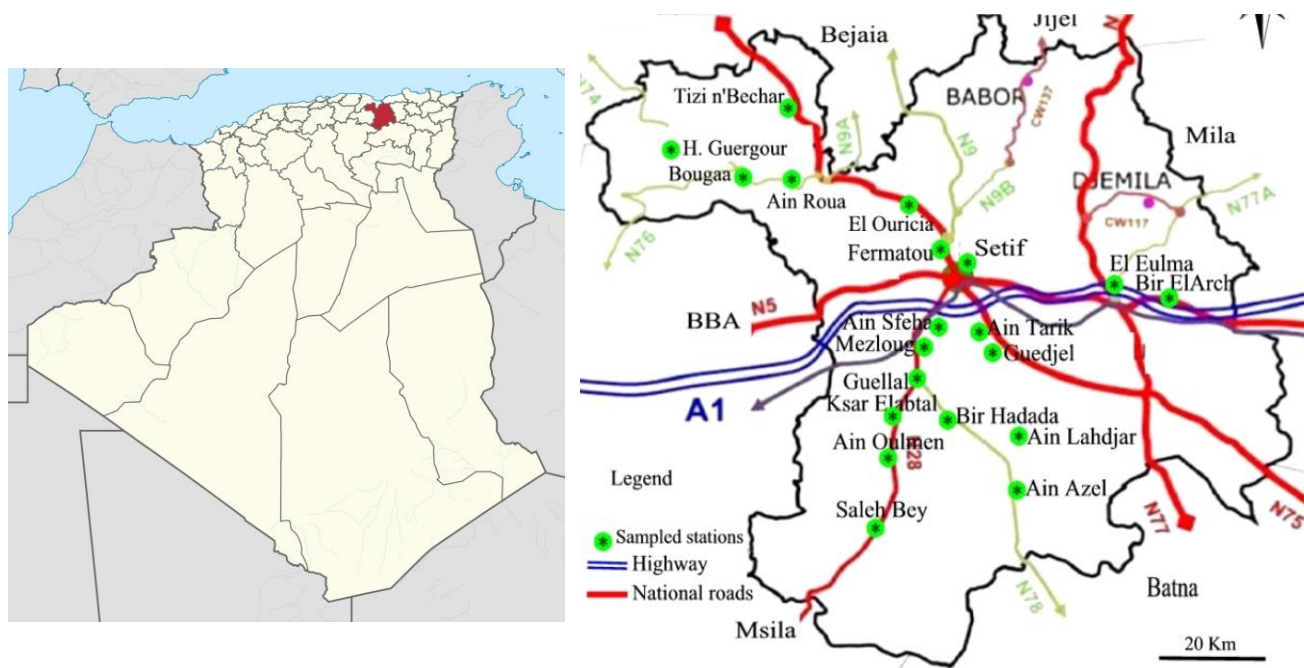 Jijel
N
Bejaia
N74
Tizi n'Bechar
BABOR
CW137
Mila
N9A
N9
H. Guergour
Bougaa
Ain Roua
N9B
DJEMILA
N77A
CW117
El Ouricia
N76
Fermatou
Setif
El Eulma
Bir ElArch
N5
BBA
Ain Sfeha
Ain Tarik
Mezloug
Guedjel
A1
Guellal
Ksar Elabtal
Bir Hadada
Ain Lahdjar
Ain Oulmen
N28
Legend
Ain Azel
Saleh Bey
N77
N75
Sampled stations
Highway
National roads
N78
Batna
Msila
20 Km